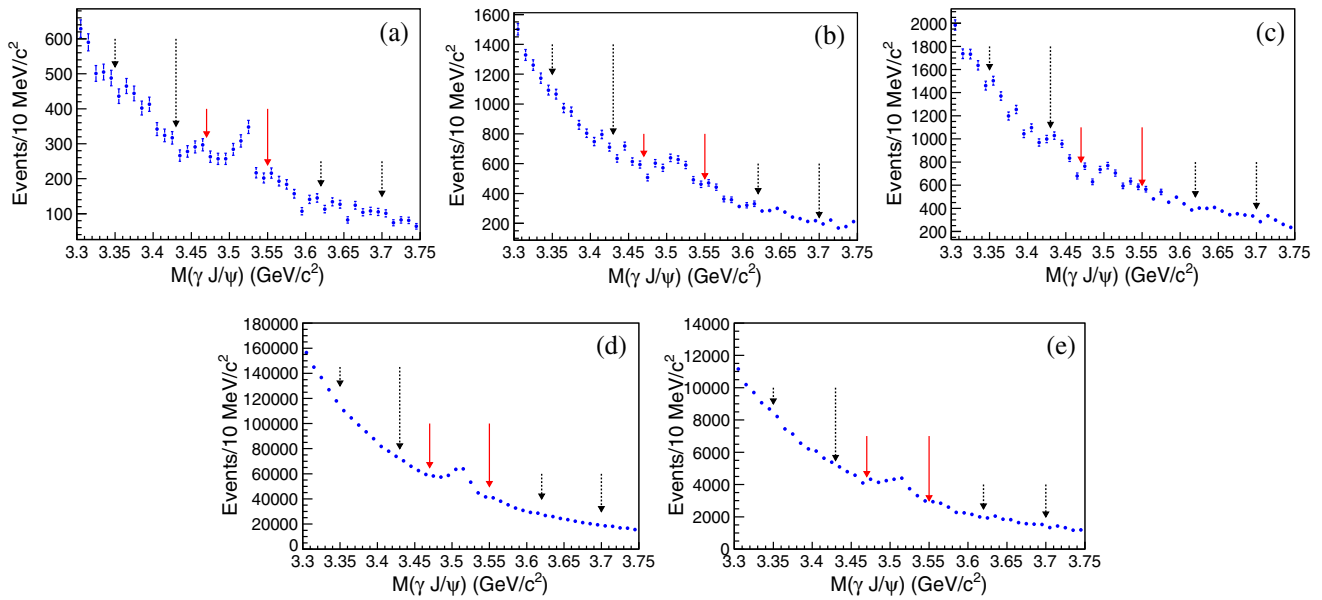 (a)
Events/10 MeV/c²
600
500
400
300
200
100
3.3 3.35 3.4 3.45 3.5 3.55 3.6 3.65 3.7 3.75
M(γ J/ψ) (GeV/c²)
(b)
Events/10 MeV/c²
1600
1400
1200
1000
800
600
400
200
3.3 3.35 3.4 3.45 3.5 3.55 3.6 3.65 3.7 3.75
M(γ J/ψ) (GeV/c²)
(c)
Events/10 MeV/c²
2000
1800
1600
1400
1200
1000
800
600
400
200
3.3 3.35 3.4 3.45 3.5 3.55 3.6 3.65 3.7 3.75
M(γ J/ψ) (GeV/c²)
(d)
Events/10 MeV/c²
180000
160000
140000
120000
100000
80000
60000
40000
20000
0
3.3 3.35 3.4 3.45 3.5 3.55 3.6 3.65 3.7 3.75
M(γ J/ψ) (GeV/c²)
(e)
Events/10 MeV/c²
14000
12000
10000
8000
6000
4000
2000
0
3.3 3.35 3.4 3.45 3.5 3.55 3.6 3.65 3.7 3.75
M(γ J/ψ) (GeV/c²)